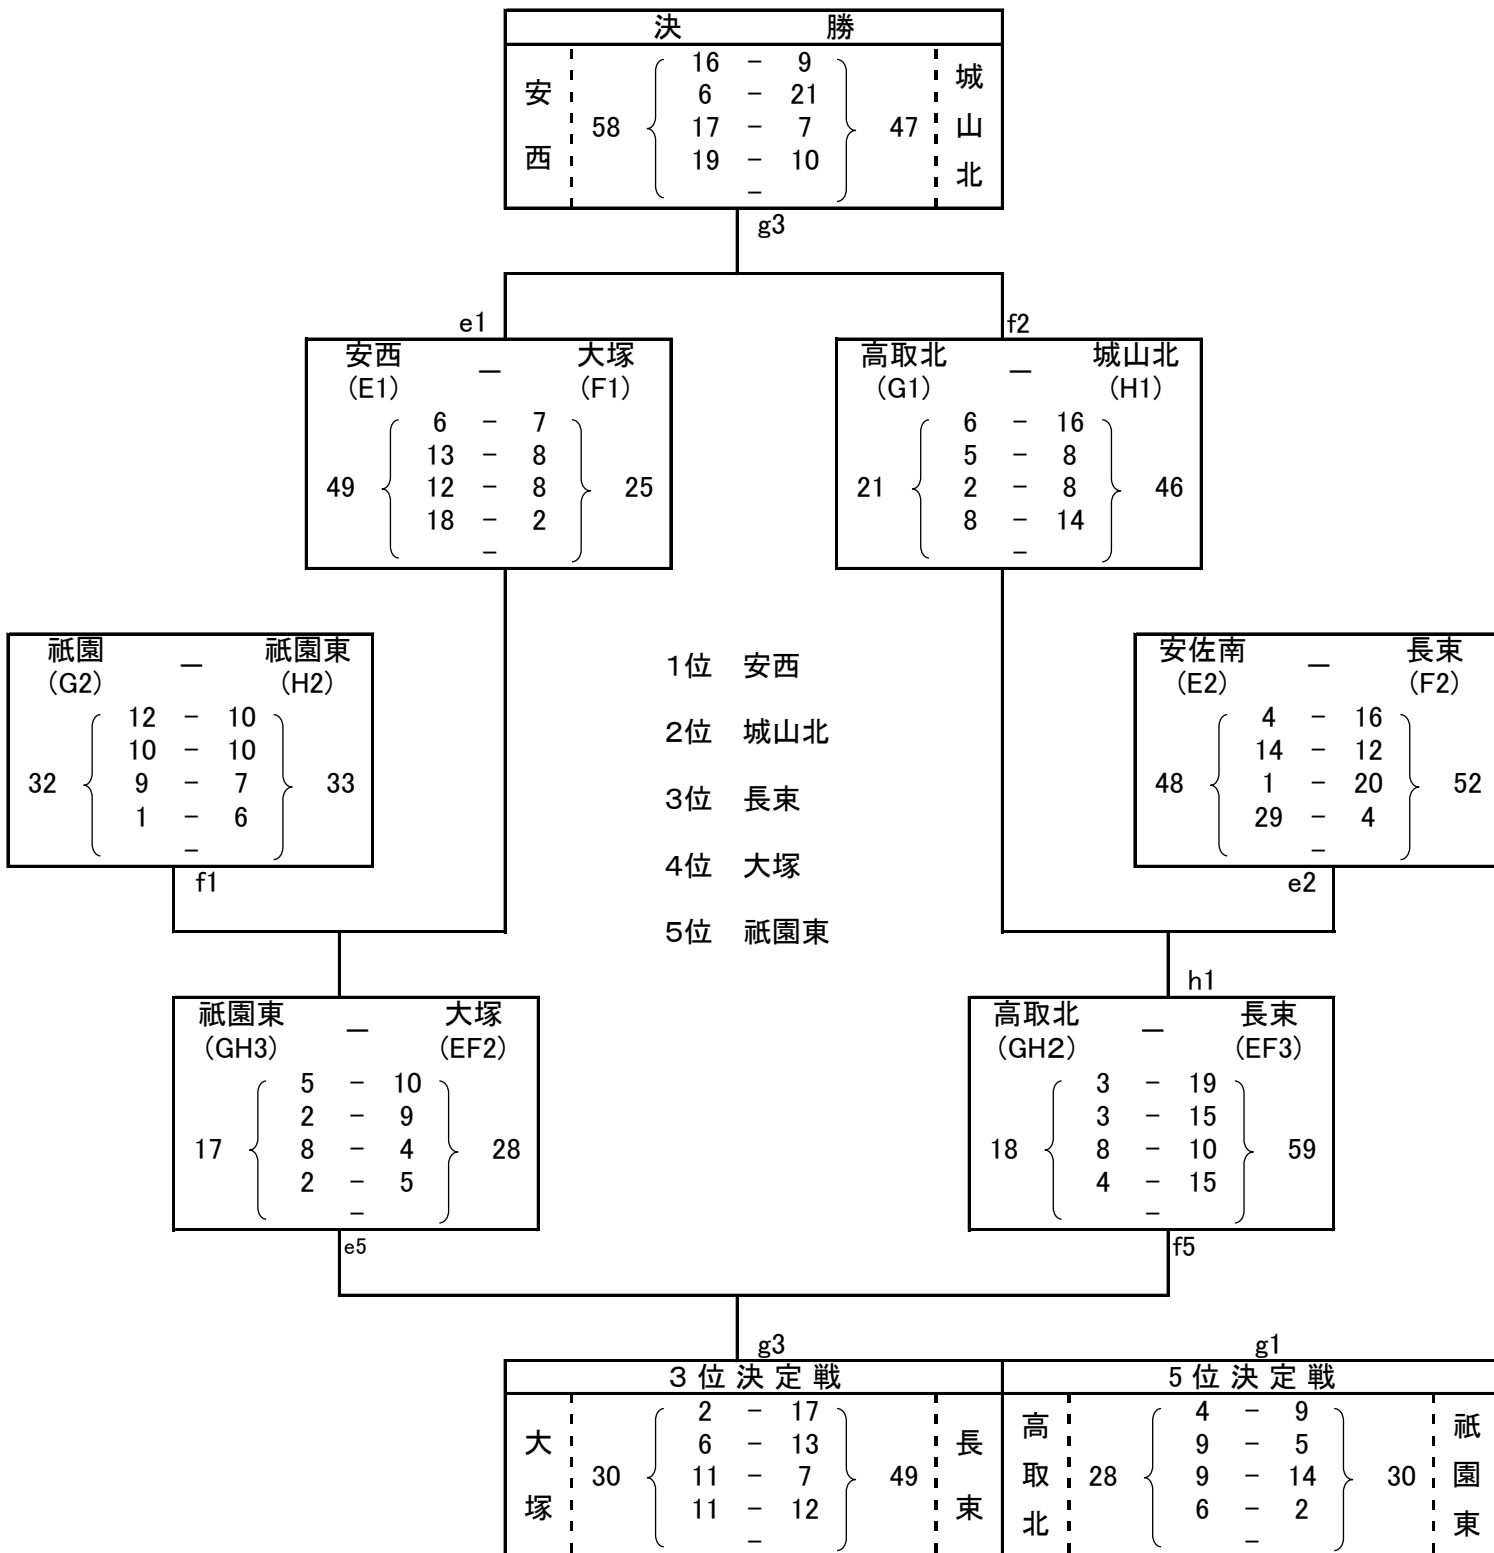 決 勝
安西 58 16 - 9 47 城山北
6 - 21
17 - 7
19 - 10
-
g3
e1 f2
安西 － 大塚
(E1) (F1)
6 - 7
13 - 8
49 12 - 8 25
18 - 2
-
高取北 － 城山北
(G1) (H1)
6 - 16
5 - 8
21 2 - 8 46
8 - 14
-
祇園 － 祇園東
(G2) (H2)
12 - 10
10 - 10
32 9 - 7 33
1 - 6
-
f1
1位 安西
2位 城山北
3位 長束
4位 大塚
5位 祇園東
安佐南 － 長束
(E2) (F2)
4 - 16
14 - 12
48 1 - 20 52
29 - 4
-
e2
h1
祇園東 － 大塚
(GH3) (EF2)
5 - 10
2 - 9
17 8 - 4 28
2 - 5
-
e5
高取北 － 長束
(GH2) (EF3)
3 - 19
3 - 15
18 8 - 10 59
4 - 15
-
f5
g3 g1
3 位 決 定 戦
大塚 30 2 - 17 49 長束
6 - 13
11 - 7
11 - 12
-
5 位 決 定 戦
高取北 28 4 - 9 30 祇園東
9 - 5
9 - 14
6 - 2
-